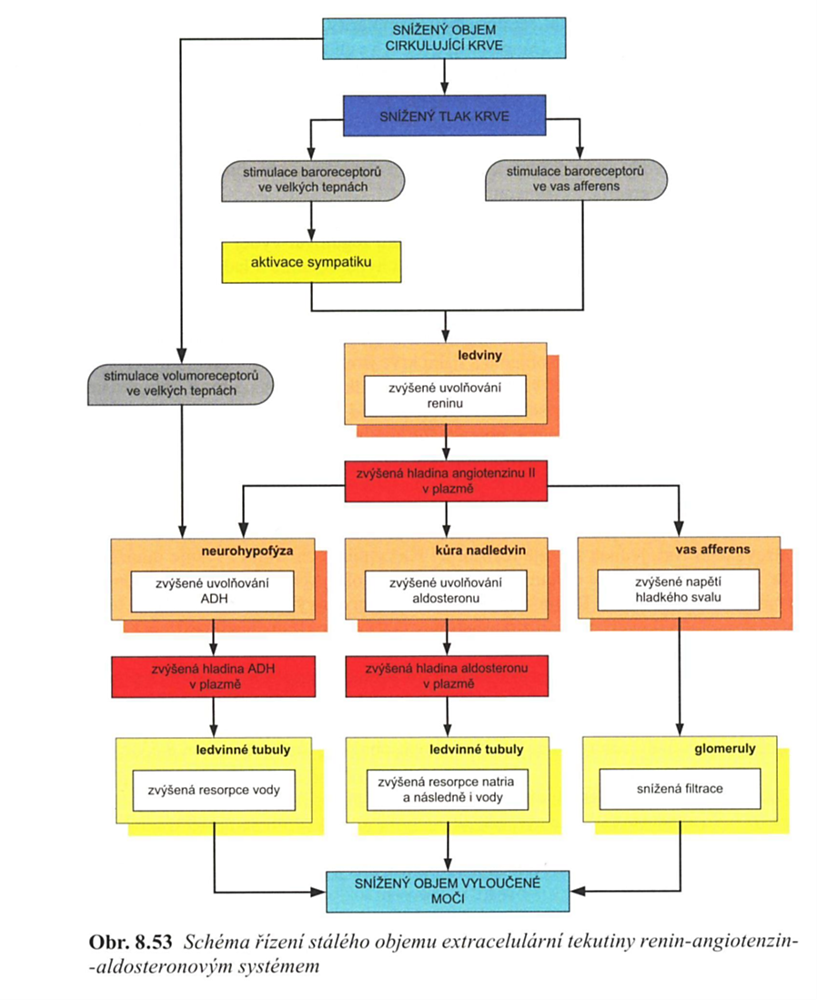 SNÍŽENÝ OBJEM
CIRKULUJÍCÍ KRVE
SNÍŽENÝ TLAK KRVE
stimulace baroreceptorů
ve velkých tepnách
stimulace baroreceptorů
ve vas afferens
aktivace sympatiku
ledviny
zvýšené uvolňování
reninu
stimulace volumoreceptorů
ve velkých tepnách
zvýšená hladina angiotenzinu II
v plazmě
neurohypofýza
zvýšené uvolňování
ADH
kůra nadledvin
zvýšené uvolňování
aldosteronu
vas afferens
zvýšené napětí
hladkého svalu
zvýšená hladina ADH
v plazmě
zvýšená hladina aldosteronu
v plazmě
ledvinné tubuly
zvýšená resorpce vody
ledvinné tubuly
zvýšená resorpce natria
a následně i vody
glomeruly
snížená filtrace
SNÍŽENÝ OBJEM VYLOUČENÉ
MOČI
Obr. 8.53 Schéma řízení stálého objemu extracelulární tekutiny renin-angiotenzin-
-aldosteronovým systémem